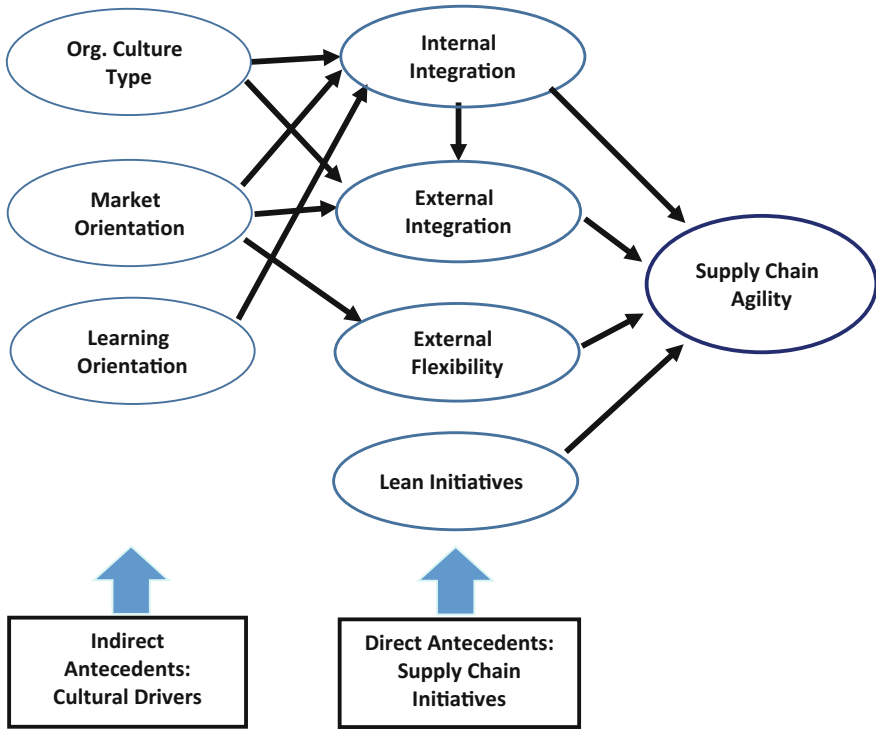 Org. Culture
Type
Internal
Integration
Market
Orientation
External
Integration
Supply Chain
Agility
Learning
Orientation
External
Flexibility
Lean Initiatives
Indirect
Antecedents:
Cultural Drivers
Direct Antecedents:
Supply Chain
Initiatives